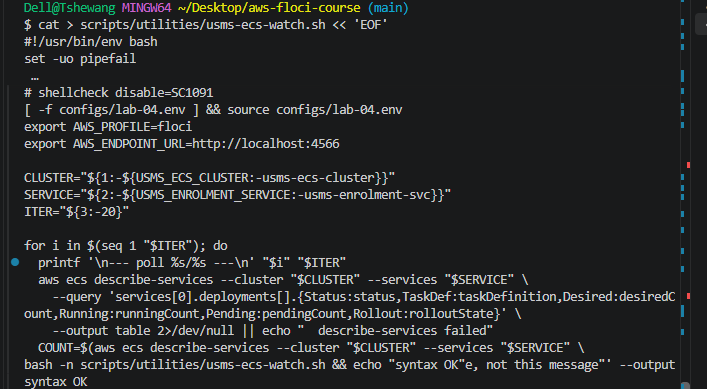 Dell@Tshewang MINGW64 ~/Desktop/aws-floci-course (main)
$ cat > scripts/utilities/usms-ecs-watch.sh << 'EOF'
#!/usr/bin/env bash
set -uo pipefail
 …
# shellcheck disable=SC1091
[ -f configs/lab-04.env ] && source configs/lab-04.env
export AWS_PROFILE=floci
export AWS_ENDPOINT_URL=http://localhost:4566

CLUSTER="${1:-${USMS_ECS_CLUSTER:-usms-ecs-cluster}}"
SERVICE="${2:-${USMS_ENROLMENT_SERVICE:-usms-enrolment-svc}}"
ITER="${3:-20}"

for i in $(seq 1 "$ITER"); do
  printf '\n--- poll %s/%s ---\n' "$i" "$ITER"
  aws ecs describe-services --cluster "$CLUSTER" --services "$SERVICE" \
    --query 'services[0].deployments[].{Status:status,TaskDef:taskDefinition,Desired:desiredC
ount,Running:runningCount,Pending:pendingCount,Rollout:rolloutState}' \
    --output table 2>/dev/null || echo "  describe-services failed"
  COUNT=$(aws ecs describe-services --cluster "$CLUSTER" --services "$SERVICE" \
bash -n scripts/utilities/usms-ecs-watch.sh && echo "syntax OK"e, not this message"' --output
syntax OK